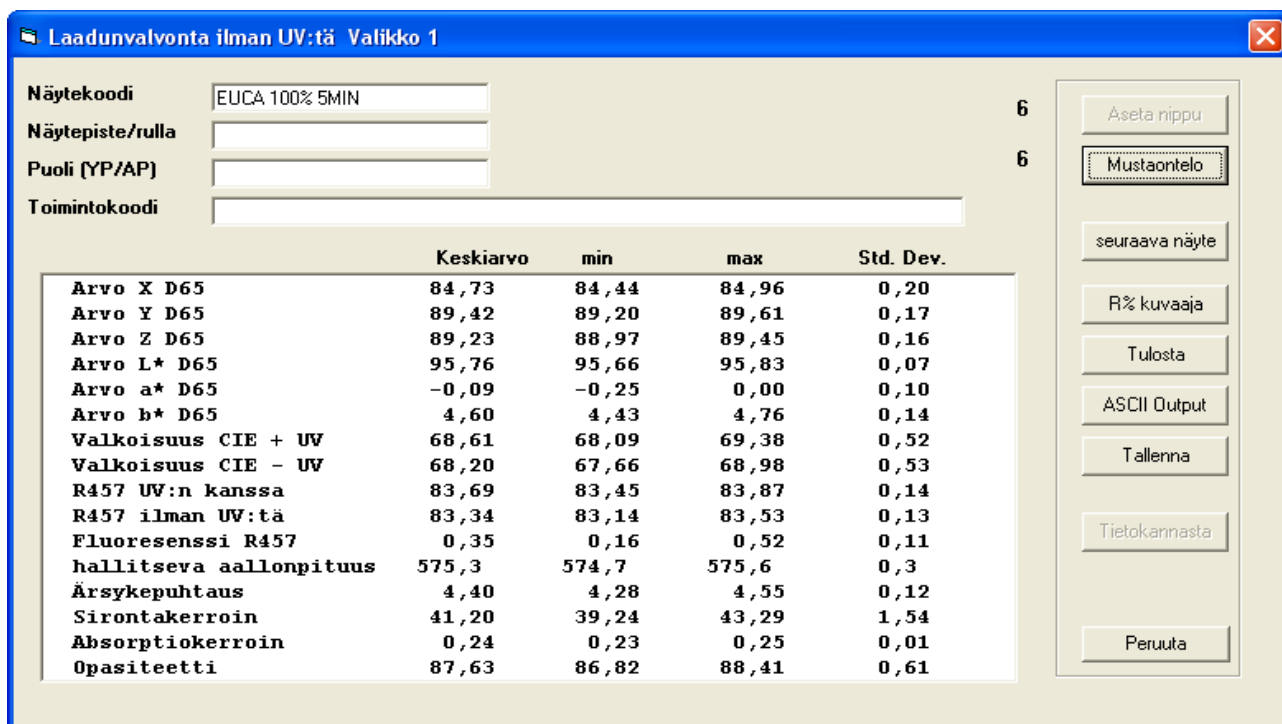 Laadunvalvonta ilman UV:tä Valikko 1
Näytekoodi EUCA 100% 5MIN 6 Aseta nippu
Näytepiste/rulla
Puoli (YP/AP) 6 Mustaontelo
Toimintokoodi
seuraava näyte
Keskiarvo min max Std. Dev.
Arvo X D65 84,73 84,44 84,96 0,20
Arvo Y D65 89,42 89,20 89,61 0,17
Arvo Z D65 89,23 88,97 89,45 0,16
Arvo L* D65 95,76 95,66 95,83 0,07
Arvo a* D65 -0,09 -0,25 0,00 0,10
Arvo b* D65 4,60 4,43 4,76 0,14
Valkoisuus CIE + UV 68,61 68,09 69,38 0,52
Valkoisuus CIE - UV 68,20 67,66 68,98 0,53
R457 UV:n kanssa 83,69 83,45 83,87 0,14
R457 ilman UV:tä 83,34 83,14 83,53 0,13
Fluoresenssi R457 0,35 0,16 0,52 0,11
hallitseva aallonpituus 575,3 574,7 575,6 0,3
Ärsykepuhtaus 4,40 4,28 4,55 0,12
Sirontakerroin 41,20 39,24 43,29 1,54
Absorptiokerroin 0,24 0,23 0,25 0,01
Opasiteetti 87,63 86,82 88,41 0,61
R% kuvaaja
Tulosta
ASCII Output
Tallenna
Tietokannasta
Peruuta